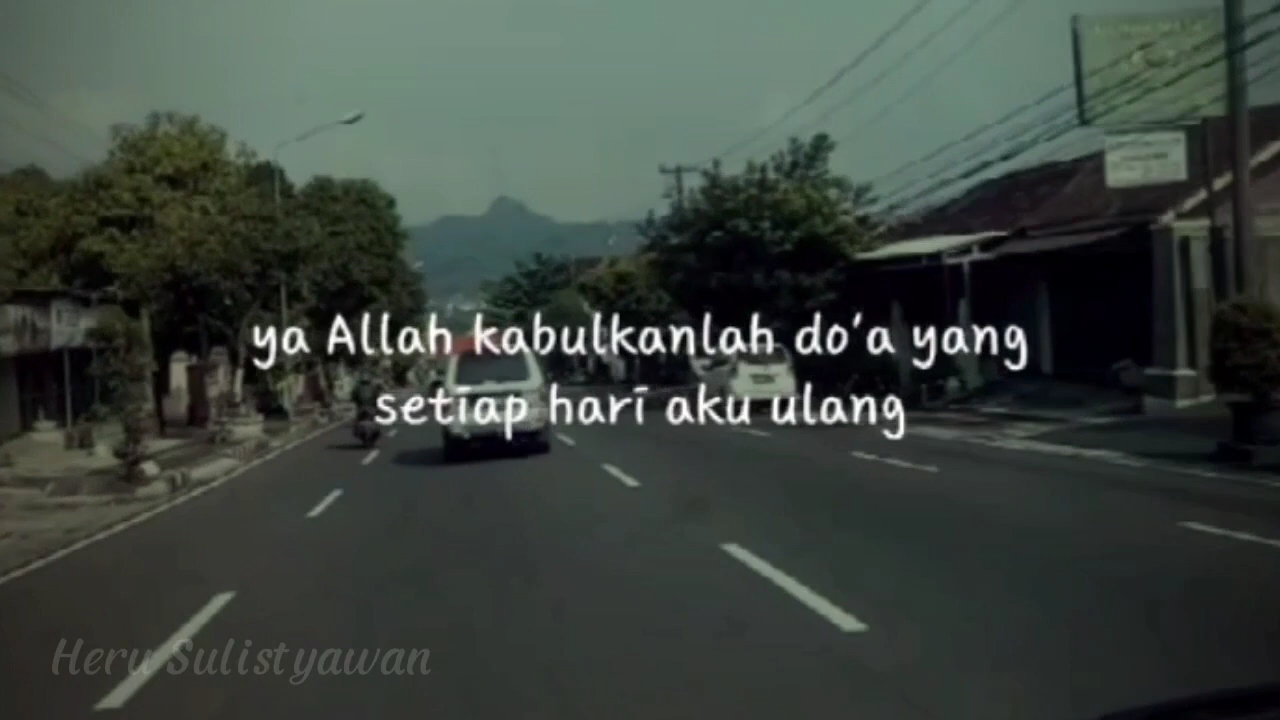 ya Allah kabulkanlah do'a yang
setiap hari aku ulang
Heru Sulistyawan